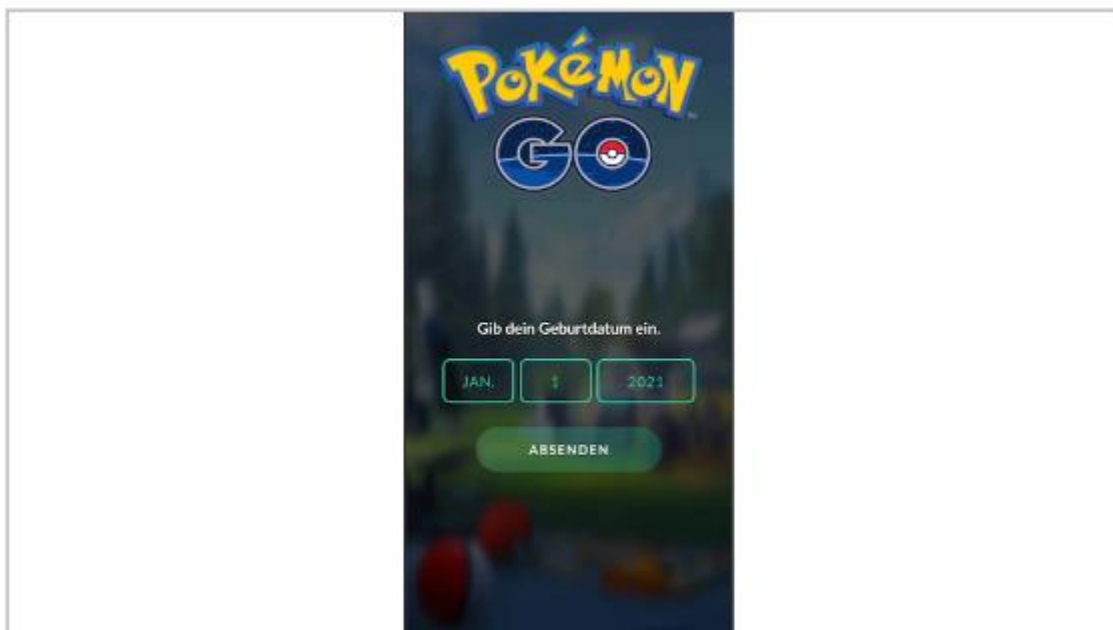 POKéMON
GO
Gib dein Geburtdatum ein.
JAN. 1 2021
ABSENDEN